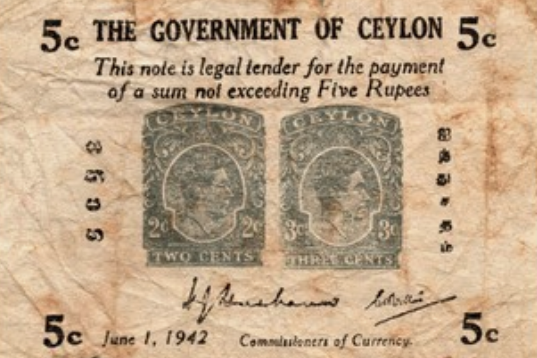 5c THE GOVERNMENT OF CEYLON 5c
This note is legal tender for the payment
of a sum not exceeding Five Rupees
CEYLON
2c 2c
TWO CENTS
CEYLON
3c 3c
THREE CENTS
ஐந்து சதம்
5c June 1, 1942 Commissioners of Currency. 5c